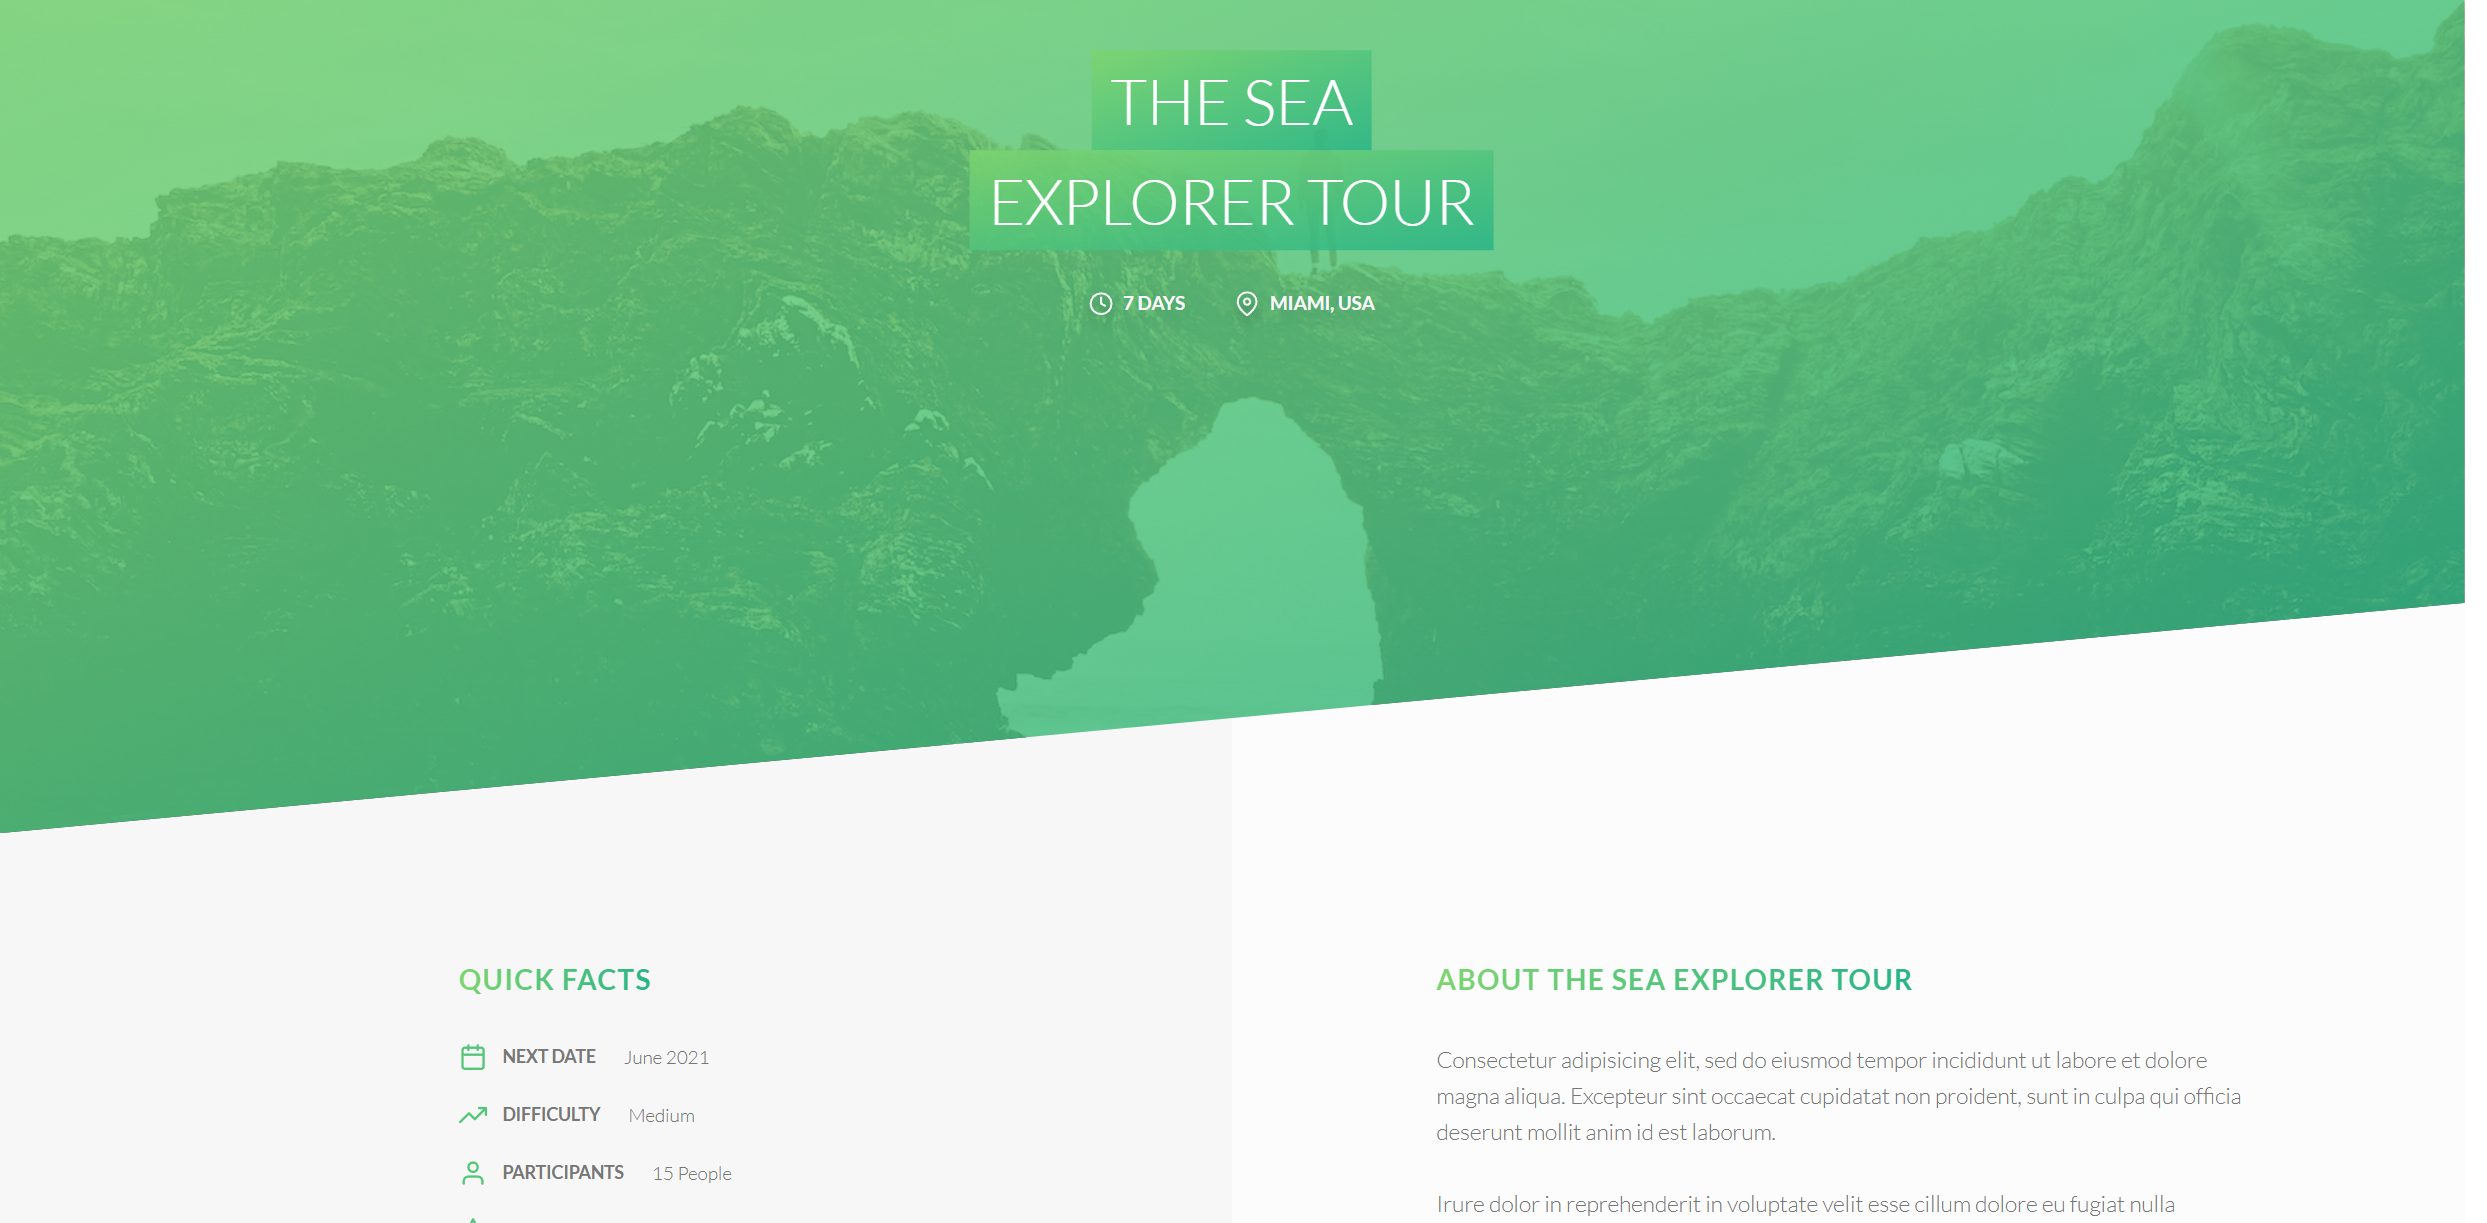 THE SEA
EXPLORER TOUR
7 DAYS
MIAMI, USA
QUICK FACTS
NEXT DATE June 2021
DIFFICULTY Medium
PARTICIPANTS 15 People
ABOUT THE SEA EXPLORER TOUR
Consectetur adipisicing elit, sed do eiusmod tempor incididunt ut labore et dolore
magna aliqua. Excepteur sint occaecat cupidatat non proident, sunt in culpa qui officia
deserunt mollit anim id est laborum.
Irure dolor in reprehenderit in voluptate velit esse cillum dolore eu fugiat nulla